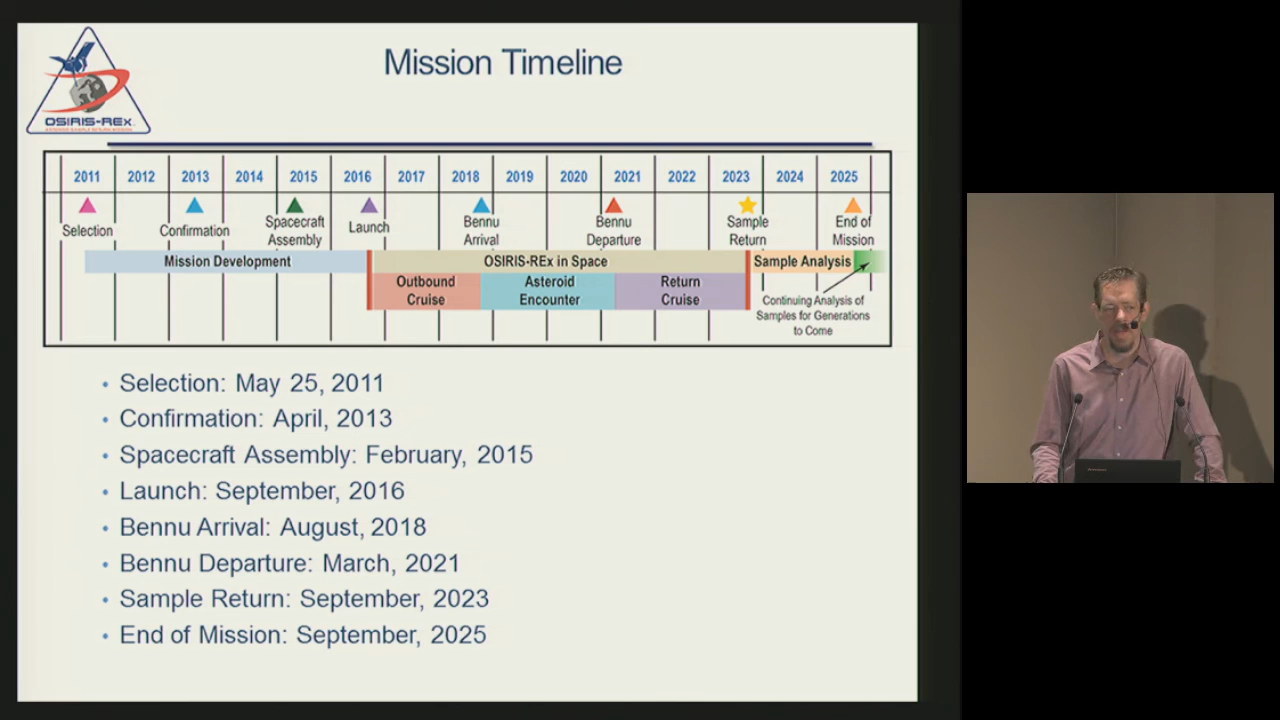 Mission Timeline
OSIRIS-REx
ASTEROID SAMPLE RETURN MISSION
2011 2012 2013 2014 2015 2016 2017 2018 2019 2020 2021 2022 2023 2024 2025
Selection
Confirmation
Spacecraft
Assembly
Launch
Bennu
Arrival
Bennu
Departure
Sample
Return
End of
Mission
Mission Development
OSIRIS-REx in Space
Sample Analysis
Outbound
Cruise
Asteroid
Encounter
Return
Cruise
Continuing Analysis of
Samples for Generations
to Come
• Selection: May 25, 2011
• Confirmation: April, 2013
• Spacecraft Assembly: February, 2015
• Launch: September, 2016
• Bennu Arrival: August, 2018
• Bennu Departure: March, 2021
• Sample Return: September, 2023
• End of Mission: September, 2025